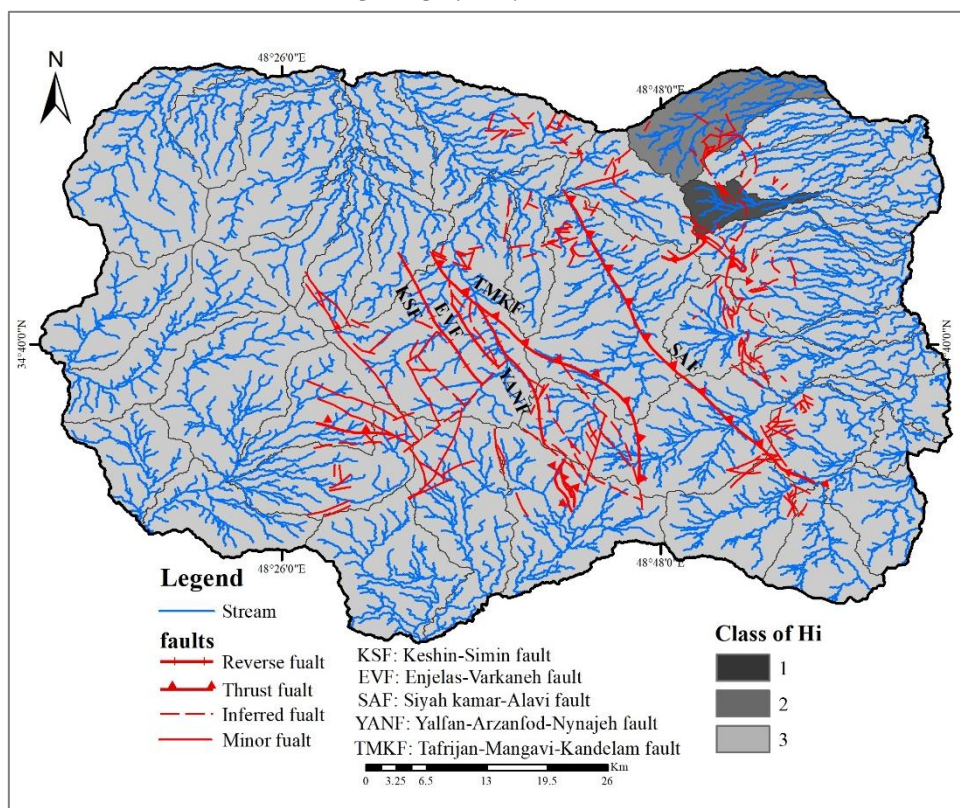 N
48°26'0"E
48°48'0"E
34°40'0"N
34°40'0"N
KSF
EVF
TMKF
YANF
SAF
48°26'0"E
48°48'0"E
Legend
Stream
faults
Reverse fualt
Thrust fualt
Inferred fualt
Minor fualt
KSF: Keshin-Simin fault
EVF: Enjelas-Varkaneh fault
SAF: Siyah kamar-Alavi fault
YANF: Yalfan-Arzanfod-Nynajeh fault
TMKF: Tafrijan-Mangavi-Kandelam fault
Km
0 3.25 6.5 13 19.5 26
Class of Hi
1
2
3